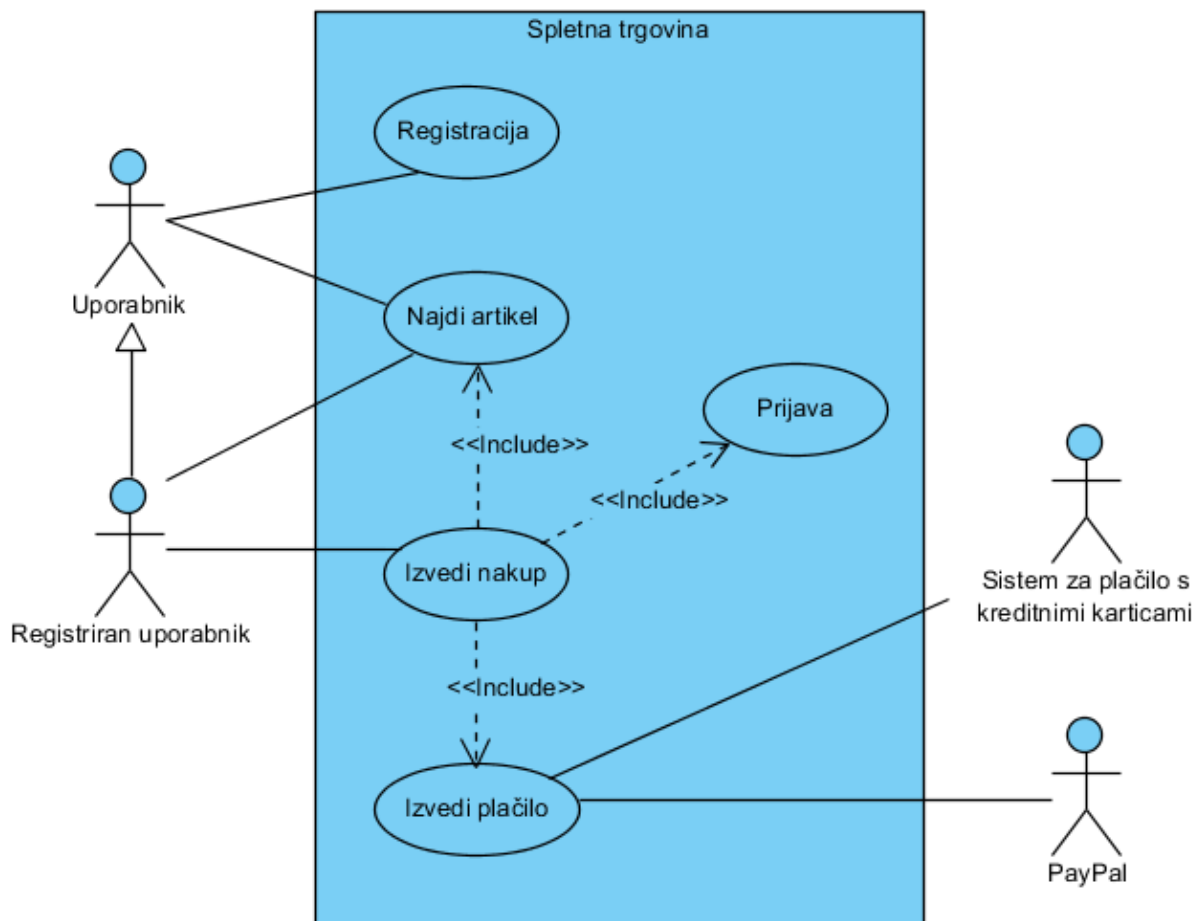 Spletna trgovina
Registracija
Uporabnik
Najdi artikel
Prijava
<<Include>>
<<Include>>
Izvedi nakup
Registriran uporabnik
Sistem za plačilo s
kreditnimi karticami
<<Include>>
Izvedi plačilo
PayPal